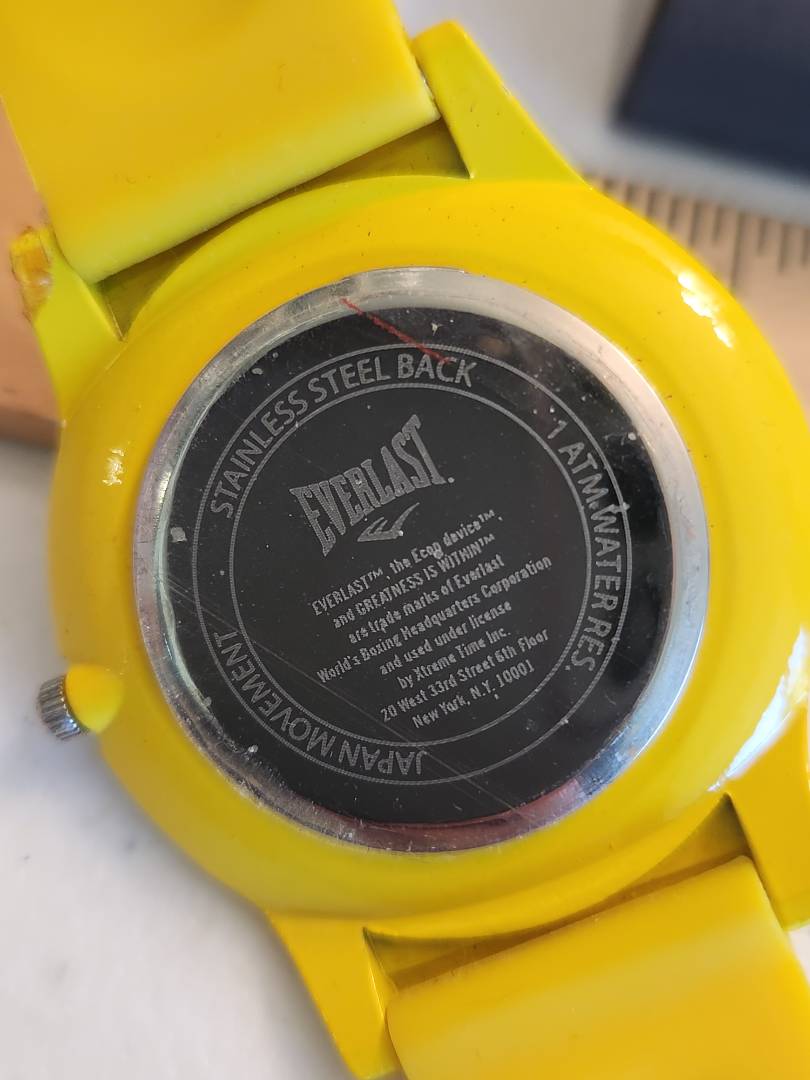 STAINLESS STEEL BACK
1 ATM.WATER RES.
JAPAN MOVEMENT
EVERLAST.
EVERLAST™, the Ecog device™
and GREATNESS IS WITHIN™
are trade marks of Everlast
World's Boxing Headquarters Corporation
and used under license
by Xtreme Time Inc.
20 West 33rd Street 6th Floor
New York, N.Y. 10001